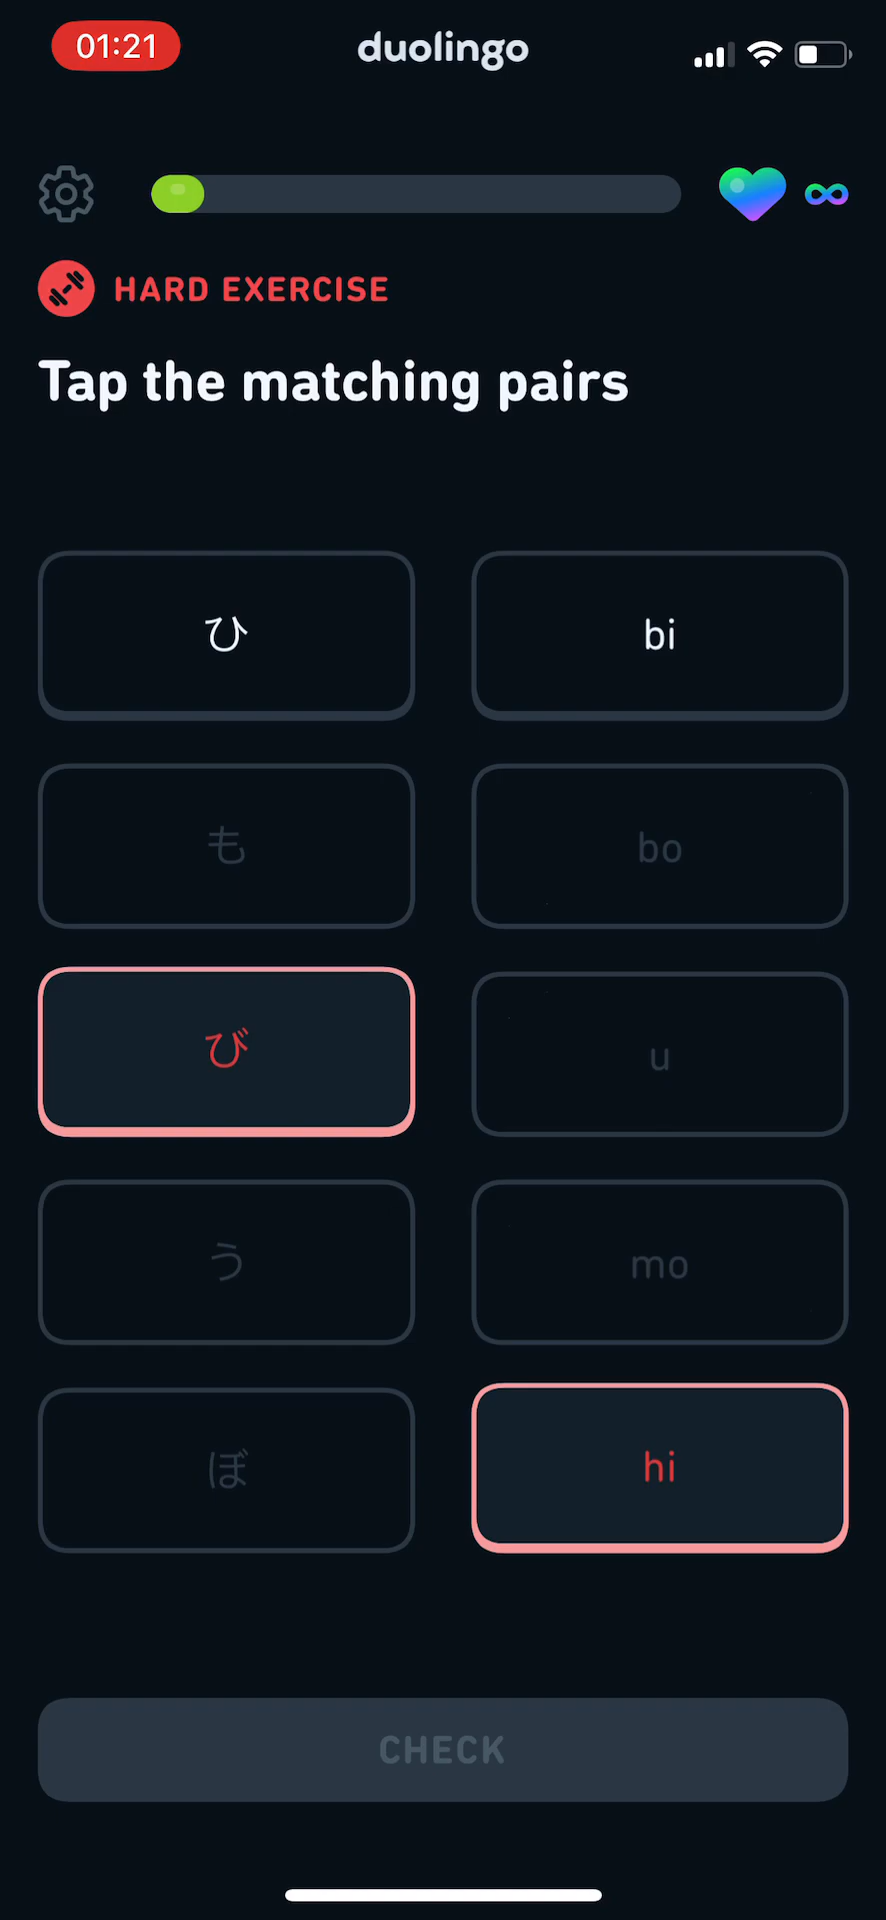 01:21
duolingo
HARD EXERCISE
Tap the matching pairs
ひ bi
も bo
び u
う mo
ぼ hi
CHECK